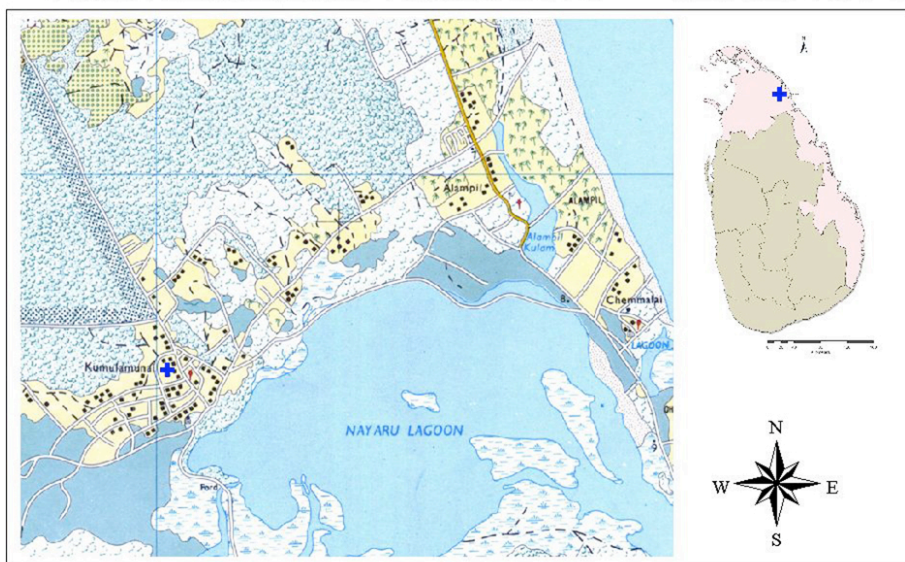 Alampil
ALAMPIL
Alampil
Kulam
B.
Chemmalai
LAGOON
Kumulamunai
NAYARU LAGOON
Ford
N
W
E
S